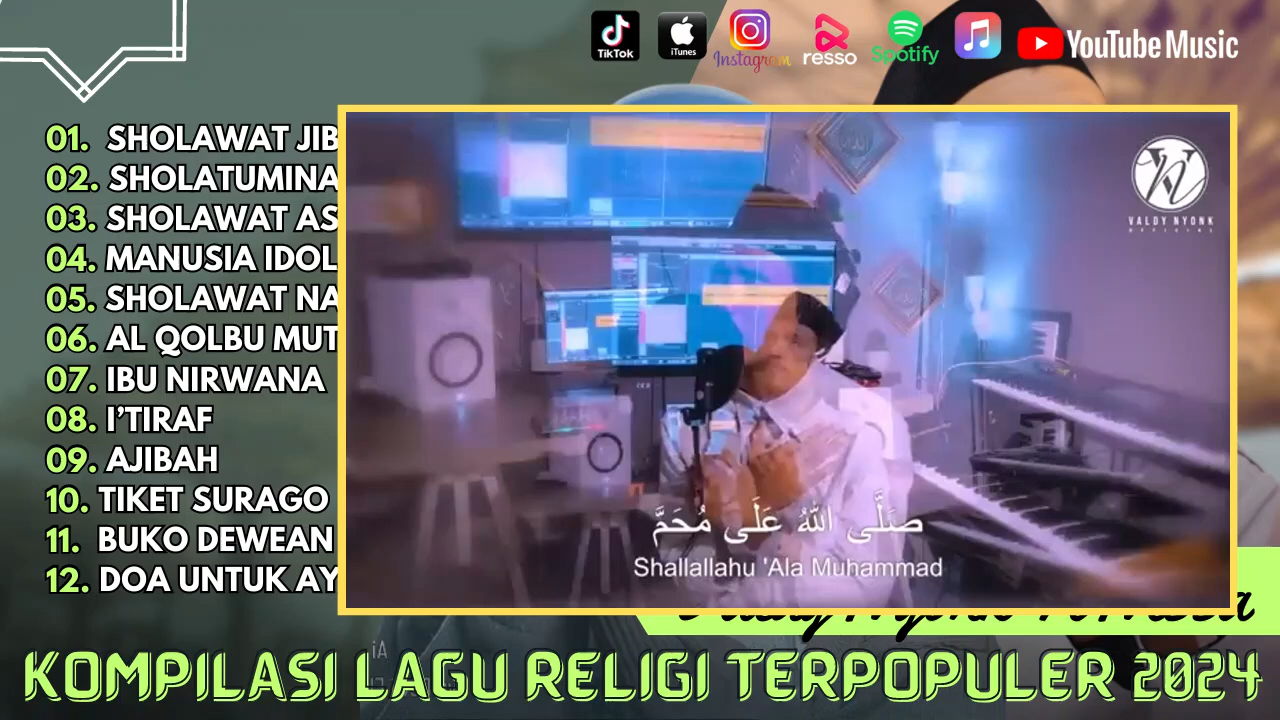 TikTok
iTunes
Instagram
resso
Spotify
YouTube Music
01. SHOLAWAT JIB
02. SHOLATUMINA
03. SHOLAWAT AS
04. MANUSIA IDOL
05. SHOLAWAT NA
06. AL QOLBU MUT
07. IBU NIRWANA
08. I’TIRAF
09. AJIBAH
10. TIKET SURAGO
11. BUKO DEWEAN
12. DOA UNTUK AY
VALDY NYONK
OFFICIAL
صَلَّى اللهُ عَلَى مُحَمَّ
Shallallahu 'Ala Muhammad
KOMPILASI LAGU RELIGI TERPOPULER 2024